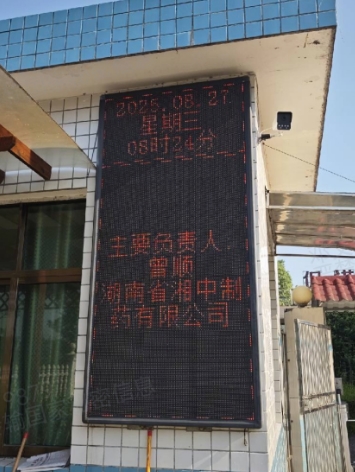 2025.08.27
星期三
08时24分
主要负责人
曾顺
湖南省湘中制
药有限公司